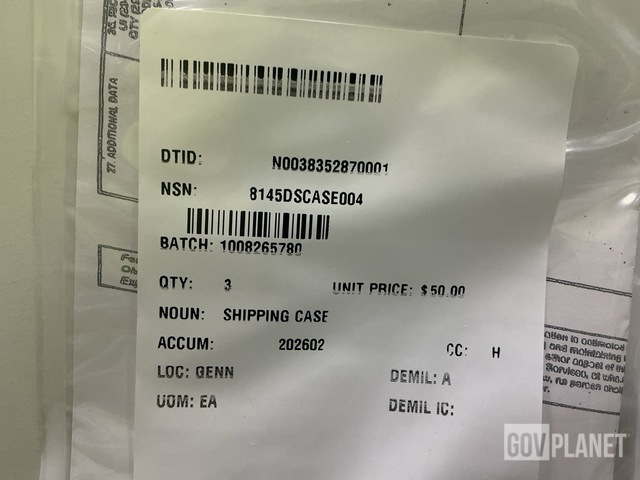 27. ADDITIONAL DATA
DTID: N0038352870001
NSN: 8145DSCASE004
BATCH: 1008265780
QTY: 3 UNIT PRICE: $50.00
NOUN: SHIPPING CASE
ACCUM: 202602
CC: H
LOC: GENN
DEMIL: A
UOM: EA
DEMIL IC:
GOVPLANET